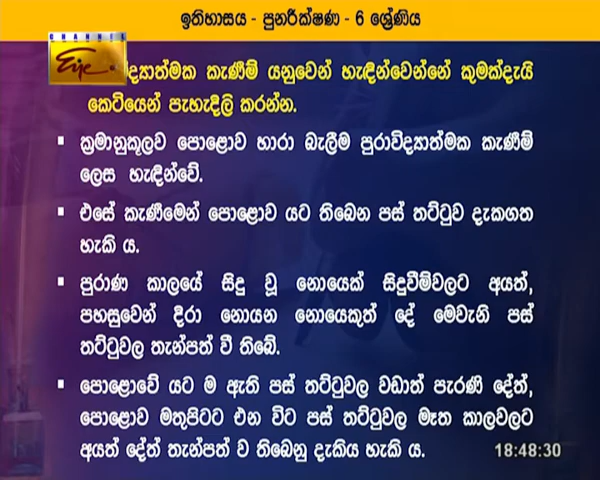 ඉතිහාසය - පුනරීක්ෂණ - 6 ශ්‍රේණිය
CHANNEL
Eye
කැණීම් යනුවෙන් හැඳින්වෙන්නේ කුමක්දැයි
කෙටියෙන් පැහැදිලි කරන්න.
▪ ක්‍රමානුකූලව පොළොව හාරා බැලීම පුරාවිද්‍යාත්මක කැණීම්
ලෙස හැඳින්වේ.
▪ එසේ කැණීමෙන් පොළොව යට තිබෙන පස් තට්ටුව දැකගත
හැකි ය.
▪ පුරාණ කාලයේ සිදු වූ නොයෙක් සිදුවීම්වලට අයත්,
පහසුවෙන් දිරා නොයන නොයෙකුත් දේ මෙවැනි පස්
තට්ටුවල තැන්පත් වී තිබේ.
▪ පොළොවේ යට ම ඇති පස් තට්ටුවල වඩාත් පැරණි දේත්,
පොළොව මතුපිටට එන විට පස් තට්ටුවල මෑත කාලවලට
අයත් දේත් තැන්පත් ව තිබෙනු දැකිය හැකි ය.
18:48:30